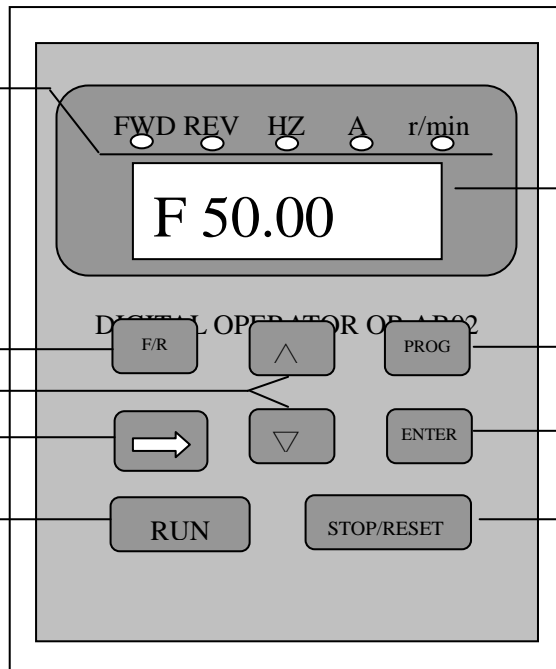 FWD REV HZ A r/min
F 50.00
DIGITAL OPERATOR OP-AB02
F/R
PROG
ENTER
RUN
STOP/RESET